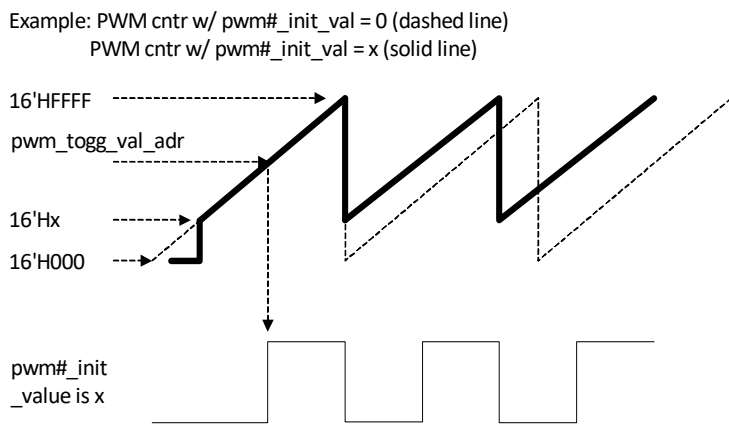 Example: PWM cntr w/ pwm#_init_val = 0 (dashed line)
PWM cntr w/ pwm#_init_val = x (solid line)
16'HFFFF
pwm_togg_val_adr
16'Hx
16'H000
pwm#_init
_value is x